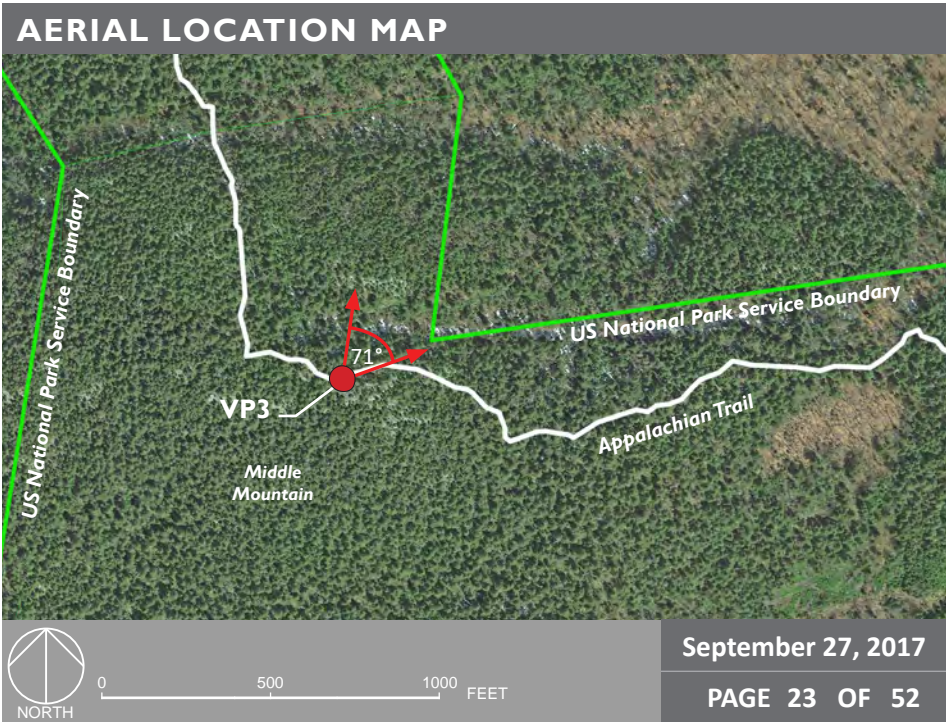 AERIAL LOCATION MAP
US National Park Service Boundary
US National Park Service Boundary
71°
VP3
Appalachian Trail
Middle
Mountain
NORTH
0 500 1000 FEET
September 27, 2017
PAGE 23 OF 52